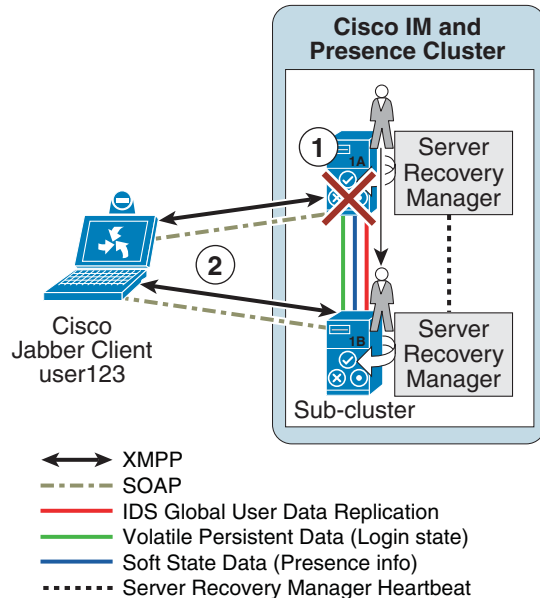 Cisco IM and
Presence Cluster
1
1A
Server
Recovery
Manager
2
Cisco
Jabber Client
user123
1B
Server
Recovery
Manager
Sub-cluster
XMPP
SOAP
IDS Global User Data Replication
Volatile Persistent Data (Login state)
Soft State Data (Presence info)
Server Recovery Manager Heartbeat